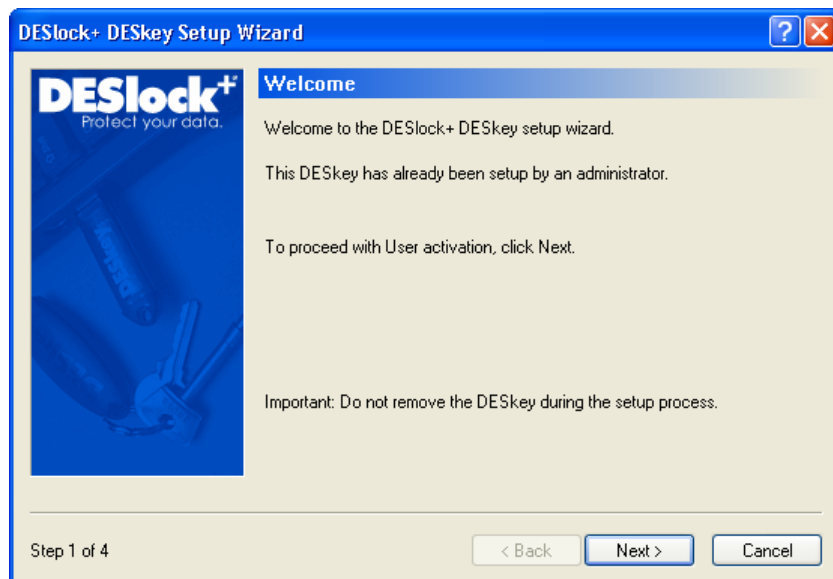 DESlock+ DESkey Setup Wizard
DESlock+
Protect your data.
Welcome
Welcome to the DESlock+ DESkey setup wizard.
This DESkey has already been setup by an administrator.
To proceed with User activation, click Next.
Important: Do not remove the DESkey during the setup process.
Step 1 of 4
< Back
Next >
Cancel
DESkey